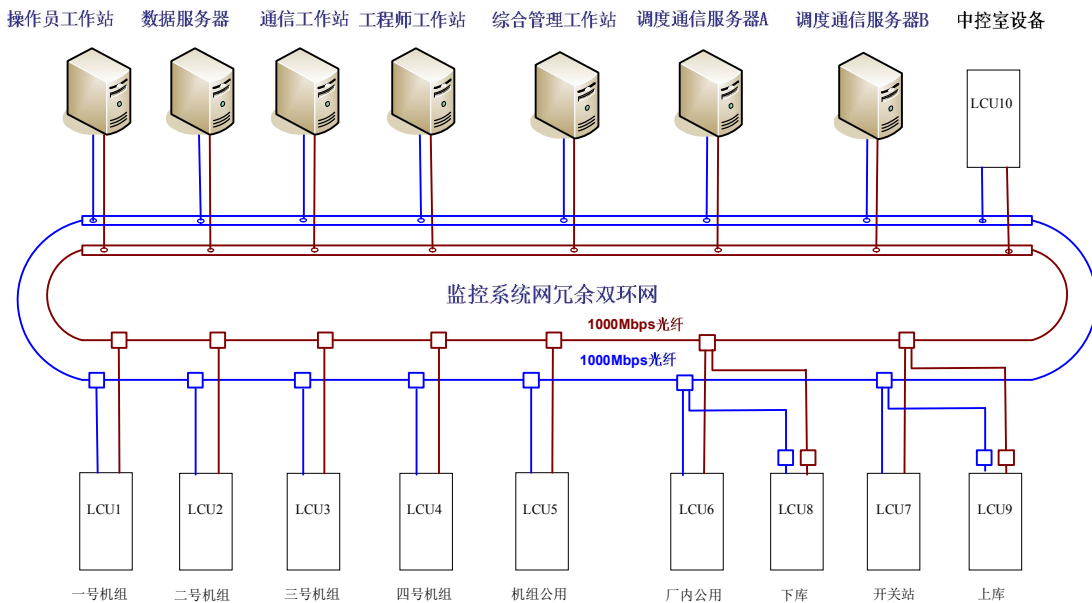 操作员工作站 数据服务器 通信工作站 工程师工作站 综合管理工作站 调度通信服务器A 调度通信服务器B 中控室设备
LCU10
监控系统网冗余双环网
1000Mbps光纤
1000Mbps光纤
LCU1 LCU2 LCU3 LCU4 LCU5 LCU6 LCU8 LCU7 LCU9
一号机组 二号机组 三号机组 四号机组 机组公用 厂内公用 下库 开关站 上库